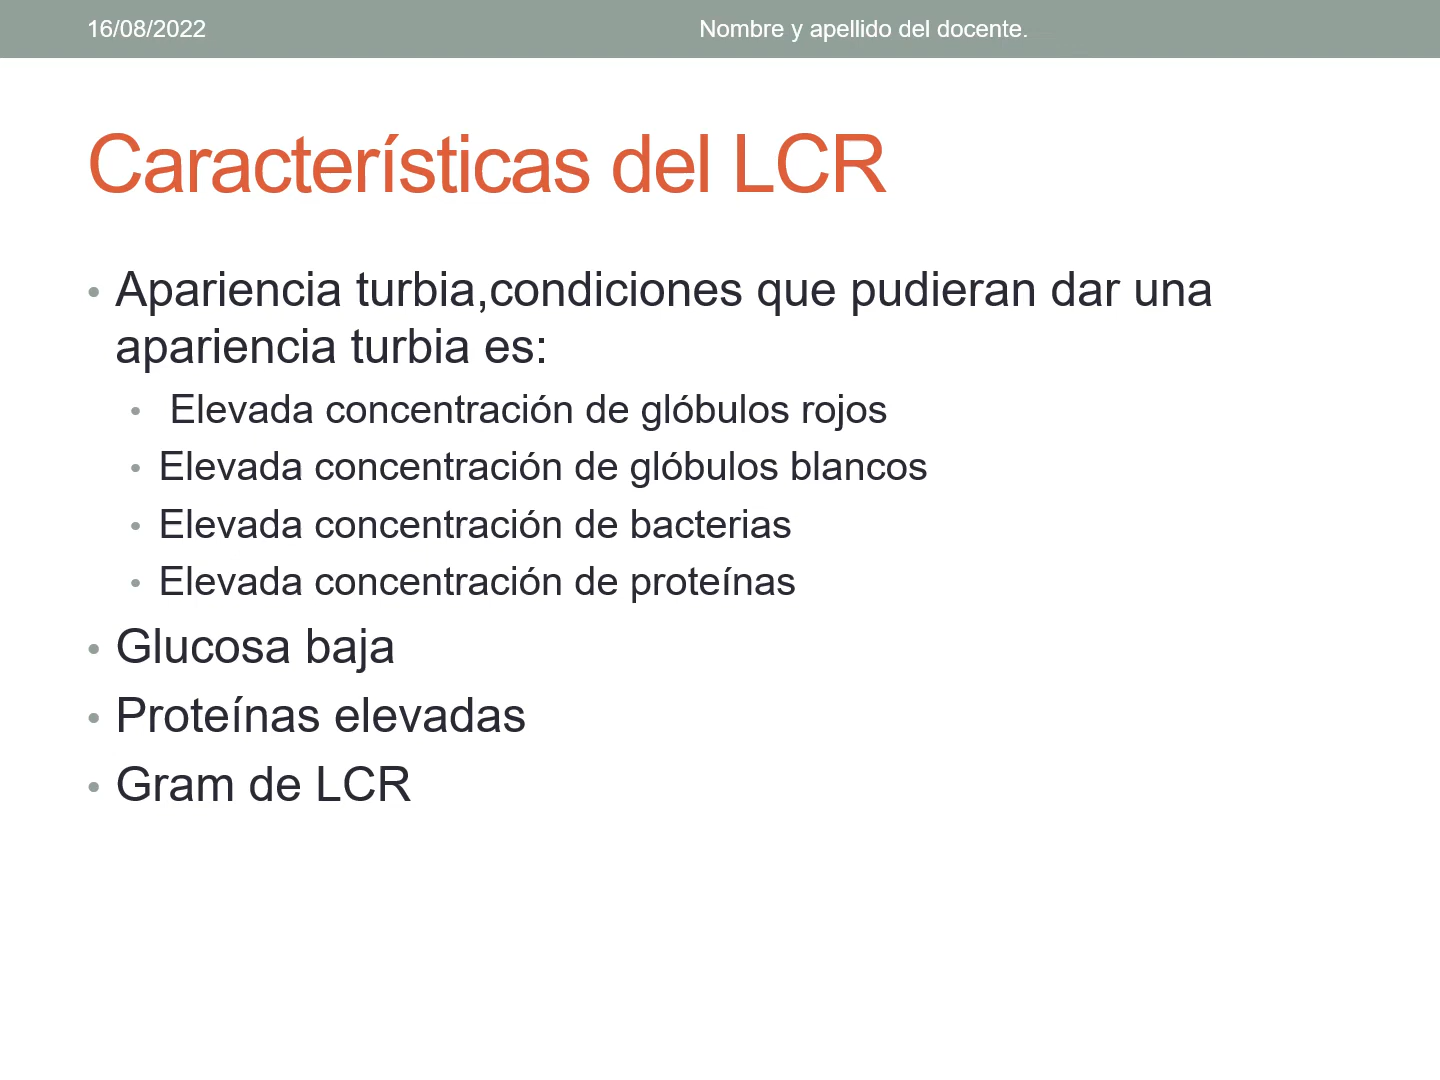 16/08/2022
Nombre y apellido del docente.
Características del LCR
• Apariencia turbia,condiciones que pudieran dar una
apariencia turbia es:
• Elevada concentración de glóbulos rojos
• Elevada concentración de glóbulos blancos
• Elevada concentración de bacterias
• Elevada concentración de proteínas
• Glucosa baja
• Proteínas elevadas
• Gram de LCR